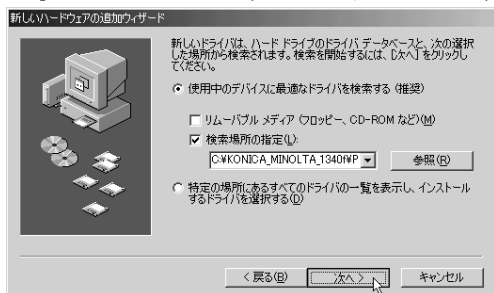 新しいハードウェアの追加ウィザード
新しいドライバは、ハード ドライブのドライバ データベースと、次の選択
した場所から検索されます。検索を開始するには、[次へ] をクリックし
てください。
使用中のデバイスに最適なドライバを検索する (推奨)
リムーバブル メディア (フロッピー、CD-ROM など)(M)
検索場所の指定(L):
C:¥KONICA_MINOLTA_1340f¥P
参照(R)
特定の場所にあるすべてのドライバの一覧を表示し、インストール
するドライバを選択する(D)
< 戻る(B)
次へ >
キャンセル